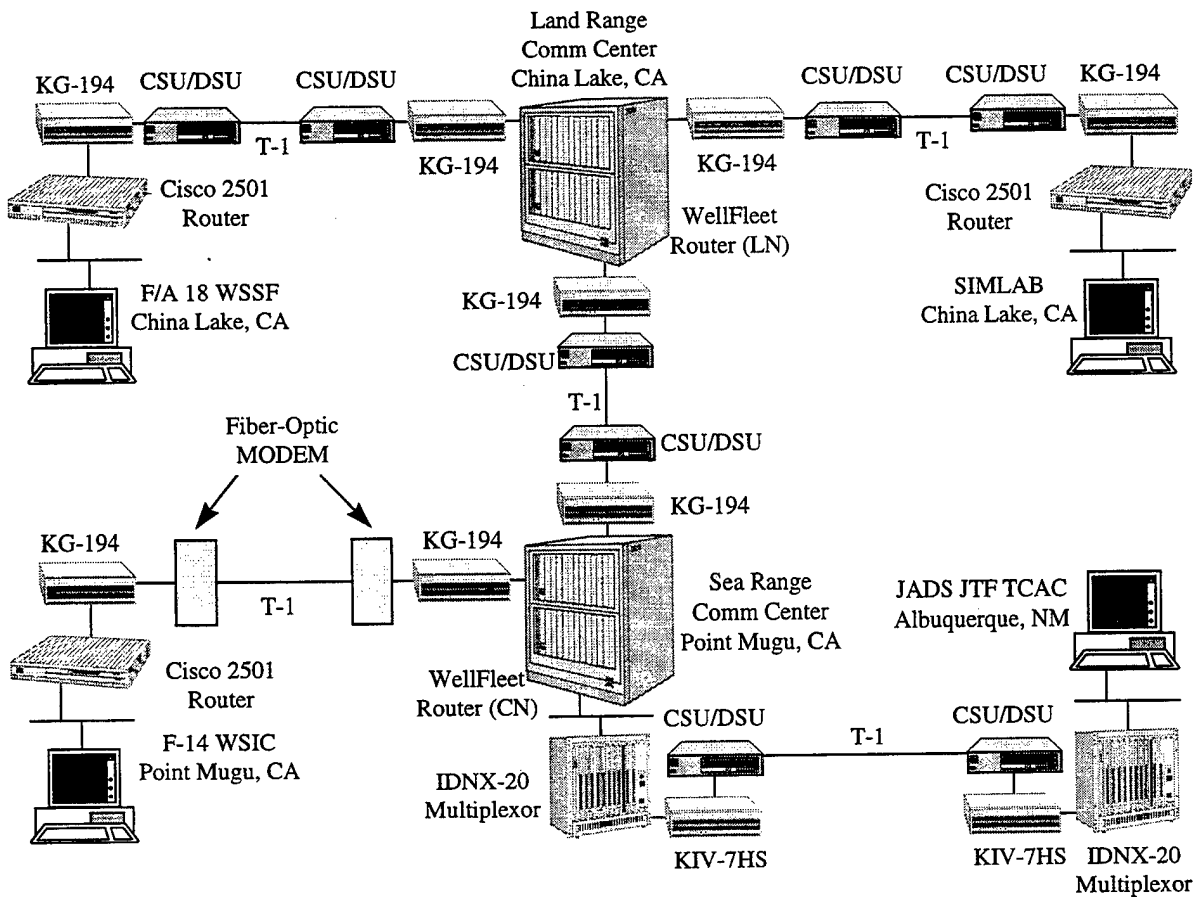 Land Range
Comm Center
China Lake, CA
KG-194
CSU/DSU
CSU/DSU
CSU/DSU
CSU/DSU
KG-194
T-1
KG-194
KG-194
T-1
Cisco 2501
Router
WellFleet
Router (LN)
Cisco 2501
Router
F/A 18 WSSF
China Lake, CA
KG-194
SIMLAB
China Lake, CA
CSU/DSU
T-1
Fiber-Optic
MODEM
CSU/DSU
KG-194
KG-194
KG-194
T-1
Sea Range
Comm Center
Point Mugu, CA
JADS JTF TCAC
Albuquerque, NM
Cisco 2501
Router
WellFleet
Router (CN)
F-14 WSIC
Point Mugu, CA
CSU/DSU
T-1
CSU/DSU
IDNX-20
Multiplexor
KIV-7HS
KIV-7HS
IDNX-20
Multiplexor